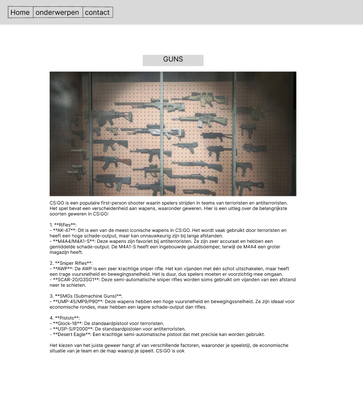 Home onderwerpen contact
GUNS
CS:GO is een populaire first-person shooter waarin spelers strijden in teams van terroristen en antiterroristen.
Het spel bevat een verscheidenheid aan wapens, waaronder geweren. Hier is een uitleg over de belangrijkste
soorten geweren in CS:GO:
1. **Rifles**:
- **AK-47**: Dit is een van de meest iconische wapens in CS:GO. Het wordt vaak gebruikt door terroristen en
heeft een hoge schade-output, maar kan onnauwkeurig zijn bij lange afstanden.
- **M4A4/M4A1-S**: Deze wapens zijn favoriet bij antiterroristen. Ze zijn zeer accuraat en hebben een
gemiddelde schade-output. De M4A1-S heeft een ingebouwde geluidsdemper, terwijl de M4A4 een groter
magazijn heeft.
2. **Sniper Rifles**:
- **AWP**: De AWP is een zeer krachtige sniper rifle. Het kan vijanden met één schot uitschakelen, maar heeft
een trage vuursnelheid en bewegingssnelheid. Het is duur, dus spelers moeten er voorzichtig mee omgaan.
- **SCAR-20/G3SG1**: Deze semi-automatische sniper rifles worden soms gebruikt om vijanden van een afstand
neer te schieten.
3. **SMGs (Submachine Guns)**:
- **UMP-45/MP9/P90**: Deze wapens hebben een hoge vuursnelheid en bewegingssnelheid. Ze zijn ideaal voor
economische rondes, maar hebben een lagere schade-output dan rifles.
4. **Pistols**:
- **Glock-18**: De standaardpistool voor terroristen.
- **USP-S/P2000**: De standaardpistolen voor antiterroristen.
- **Desert Eagle**: Een krachtige semi-automatische pistool dat met precisie kan worden gebruikt.
Het kiezen van het juiste geweer hangt af van verschillende factoren, waaronder je speelstijl, de economische
situatie van je team en de map waarop je speelt. CS:GO is ook